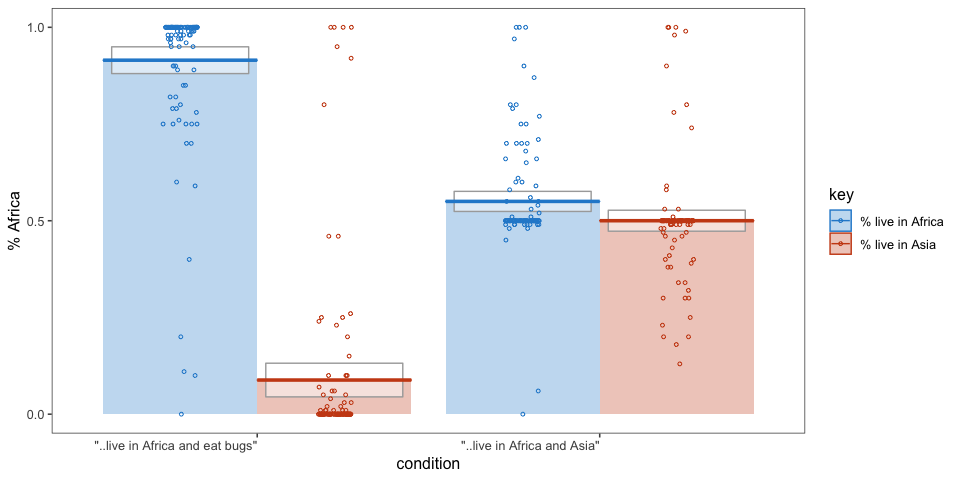 1.0
0.5
0.0
% Africa
"..live in Africa and eat bugs"
"..live in Africa and Asia"
condition
key
% live in Africa
% live in Asia